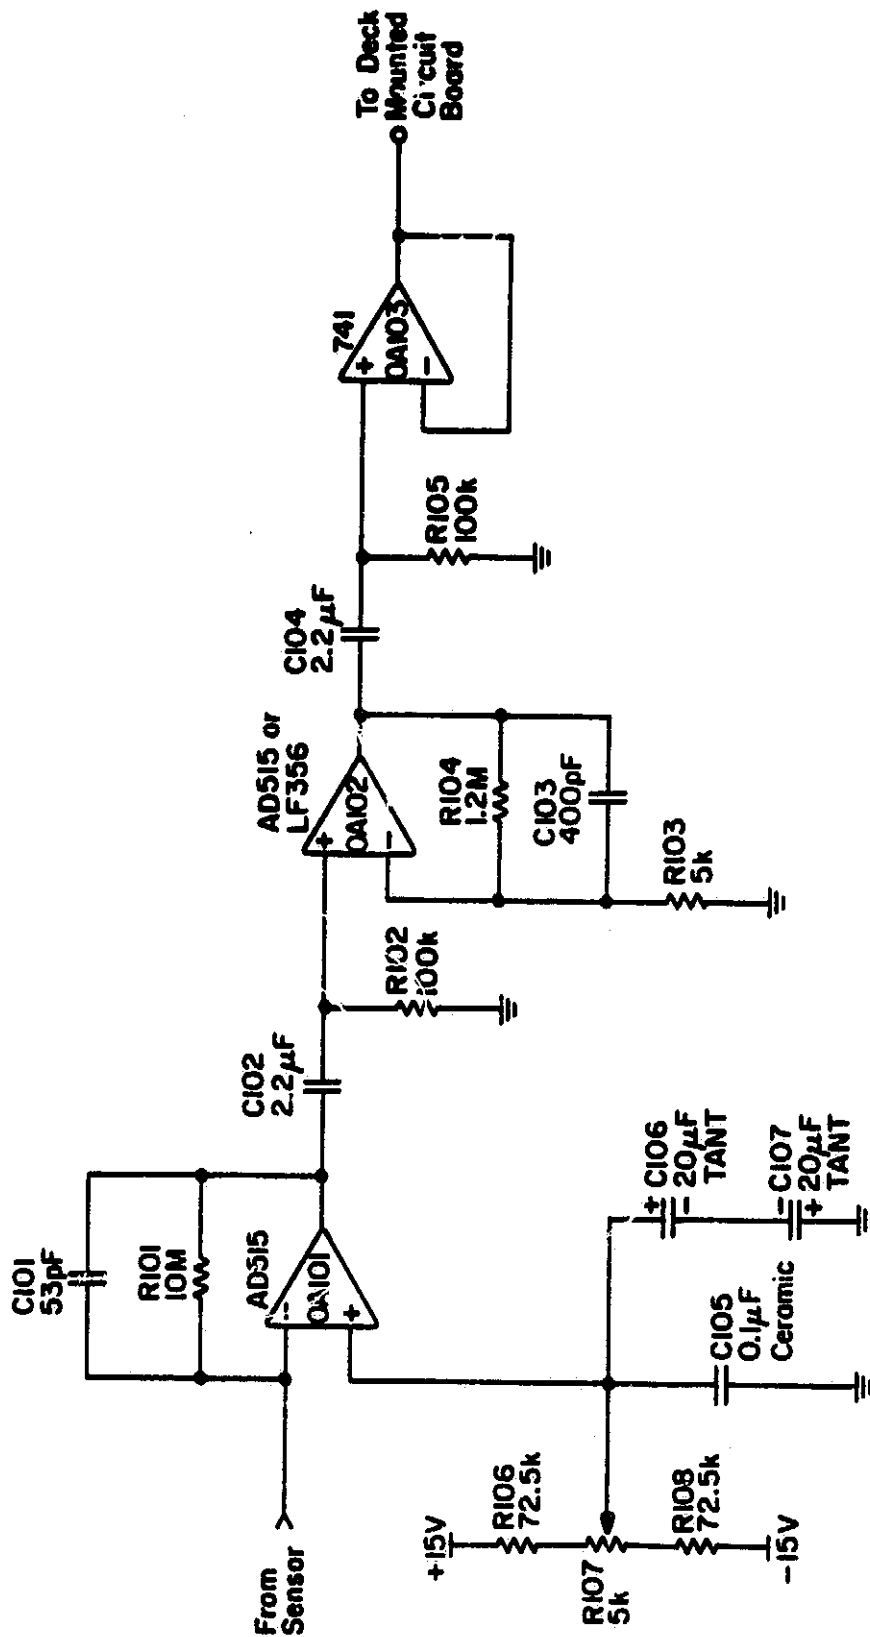 From
Sensor
C101
53pF
R101
10M
AD515
-
OA101
+
+15V
R106
72.5k
R107
5k
R108
72.5k
-15V
C105
0.1μF
Ceramic
+
C106
-
20μF
TANT
-
C107
+
20μF
TANT
C102
2.2μF
R102
100k
AD515 or
LF356
+
OA102
-
R104
1.2M
C103
400pF
R103
5k
C104
2.2μF
R105
100k
741
+
OA103
-
To Deck
Mounted
Circuit
Board